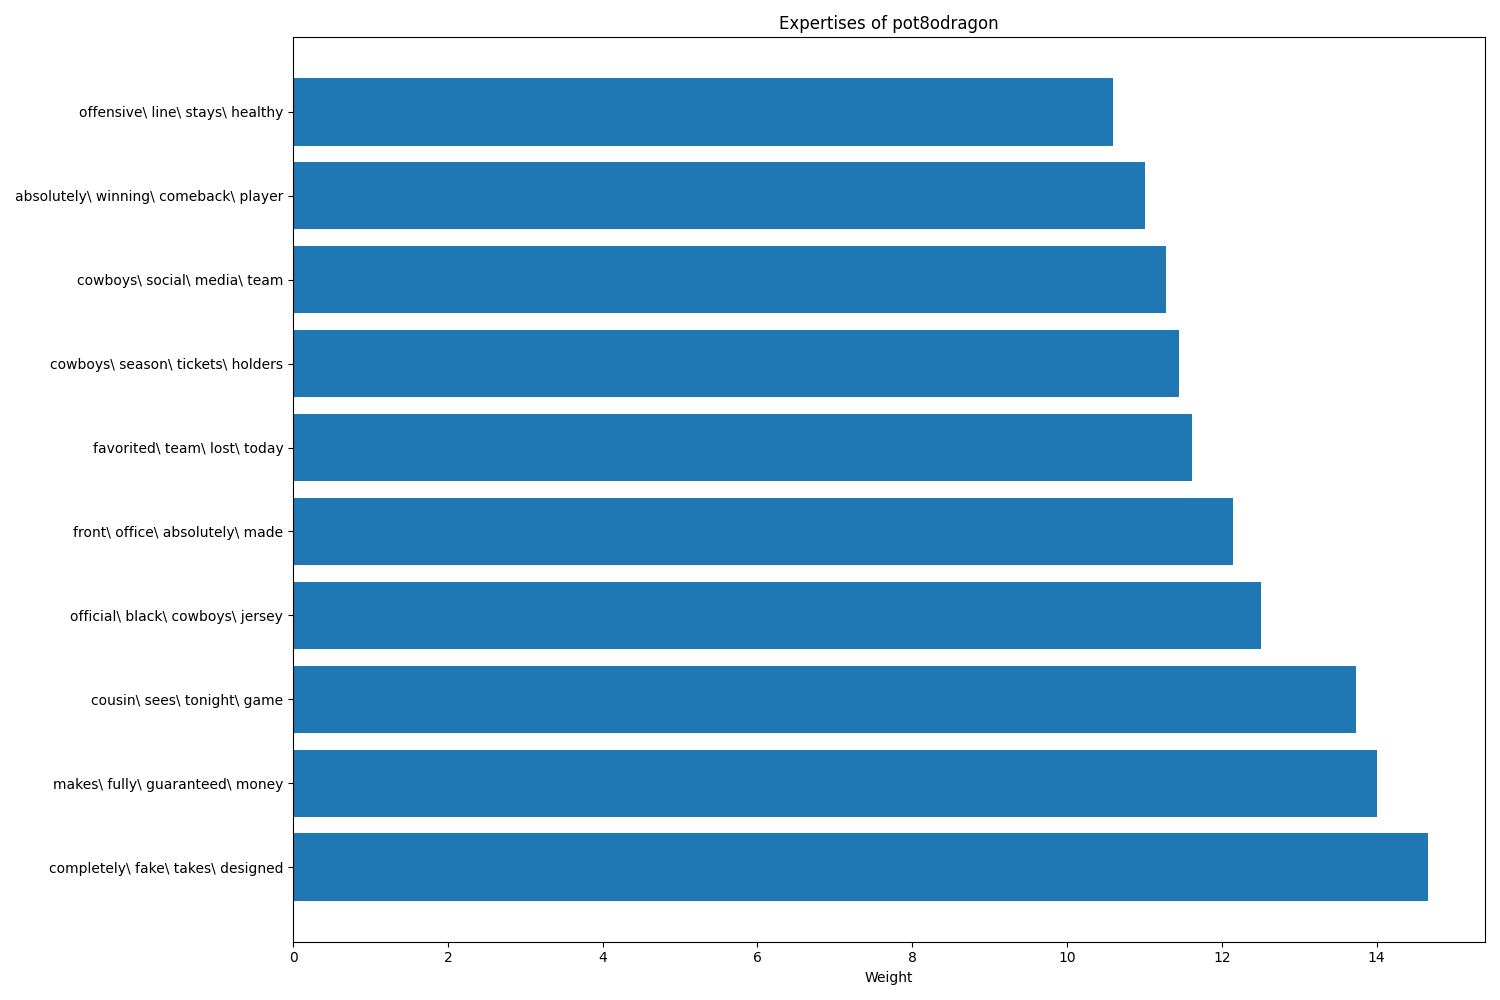 Expertises of pot8odragon
offensive\ line\ stays\ healthy
absolutely\ winning\ comeback\ player
cowboys\ social\ media\ team
cowboys\ season\ tickets\ holders
favorited\ team\ lost\ today
front\ office\ absolutely\ made
official\ black\ cowboys\ jersey
cousin\ sees\ tonight\ game
makes\ fully\ guaranteed\ money
completely\ fake\ takes\ designed
0 2 4 6 8 10 12 14
Weight